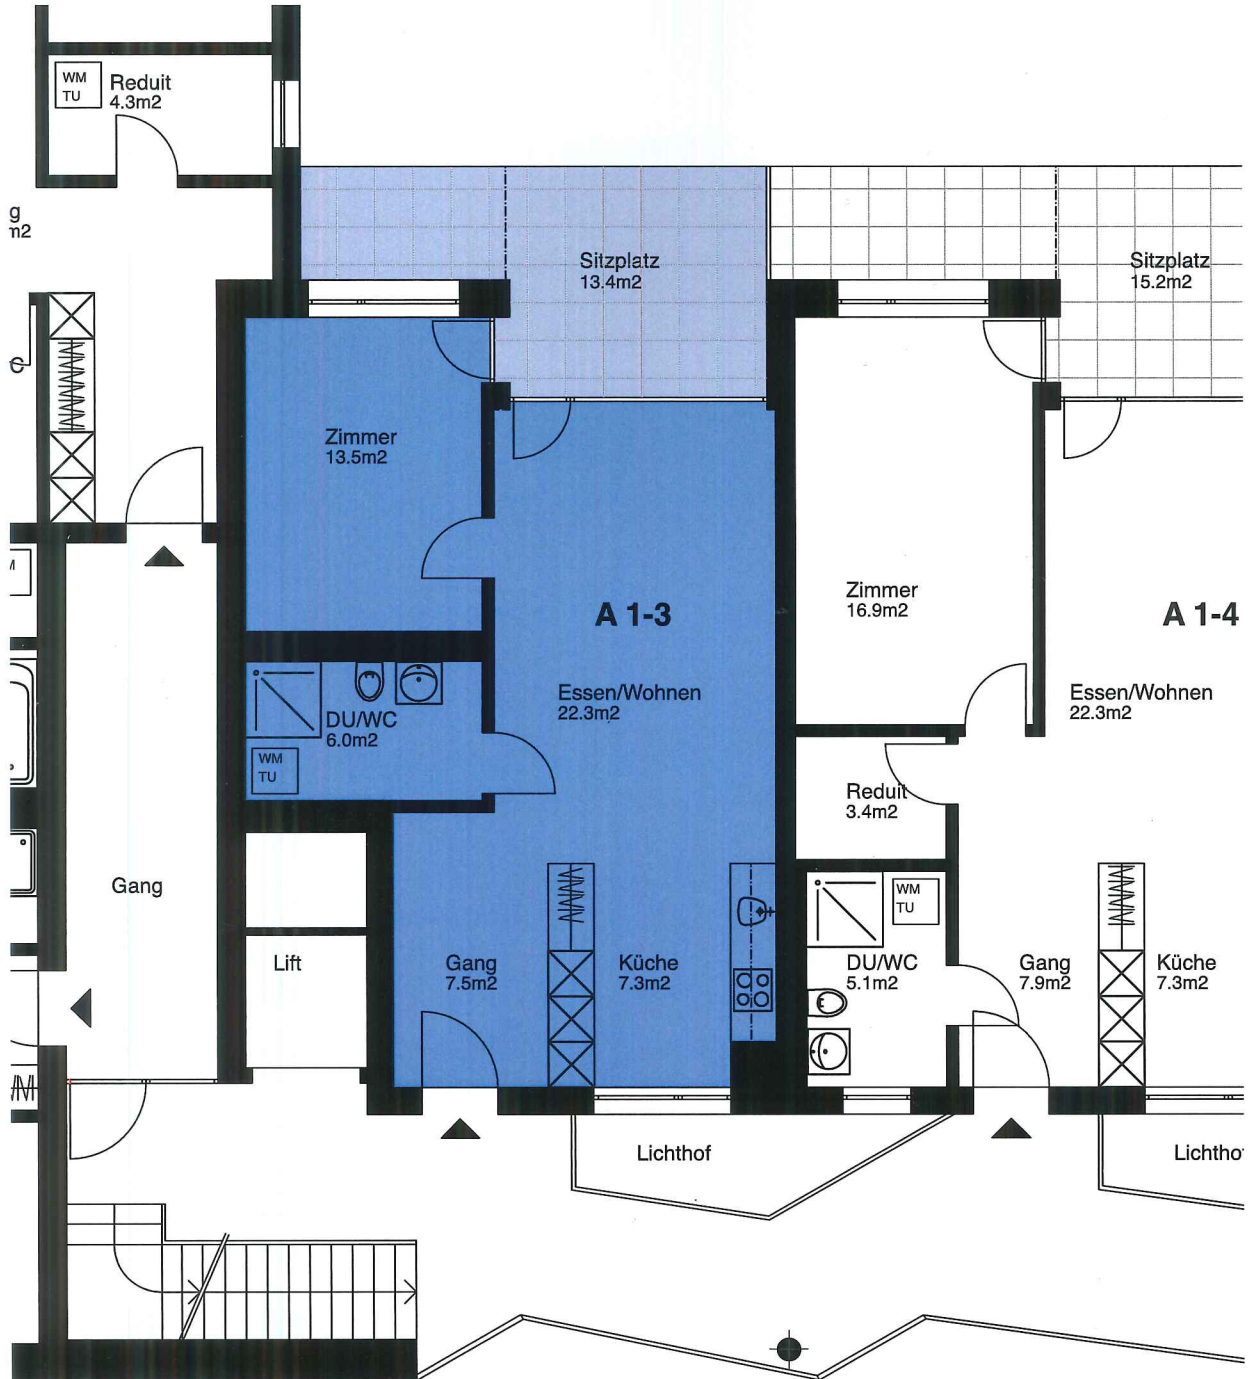 WM
TU
Reduit
4.3m2
g
m2
Sitzplatz
13.4m2
Sitzplatz
15.2m2
Zimmer
13.5m2
A 1-3
Zimmer
16.9m2
A 1-4
Essen/Wohnen
22.3m2
Essen/Wohnen
22.3m2
DU/WC
6.0m2
WM
TU
Reduit
3.4m2
Gang
WM
TU
Lift
Gang
7.5m2
Küche
7.3m2
DU/WC
5.1m2
Gang
7.9m2
Küche
7.3m2
Lichthof
Lichthof